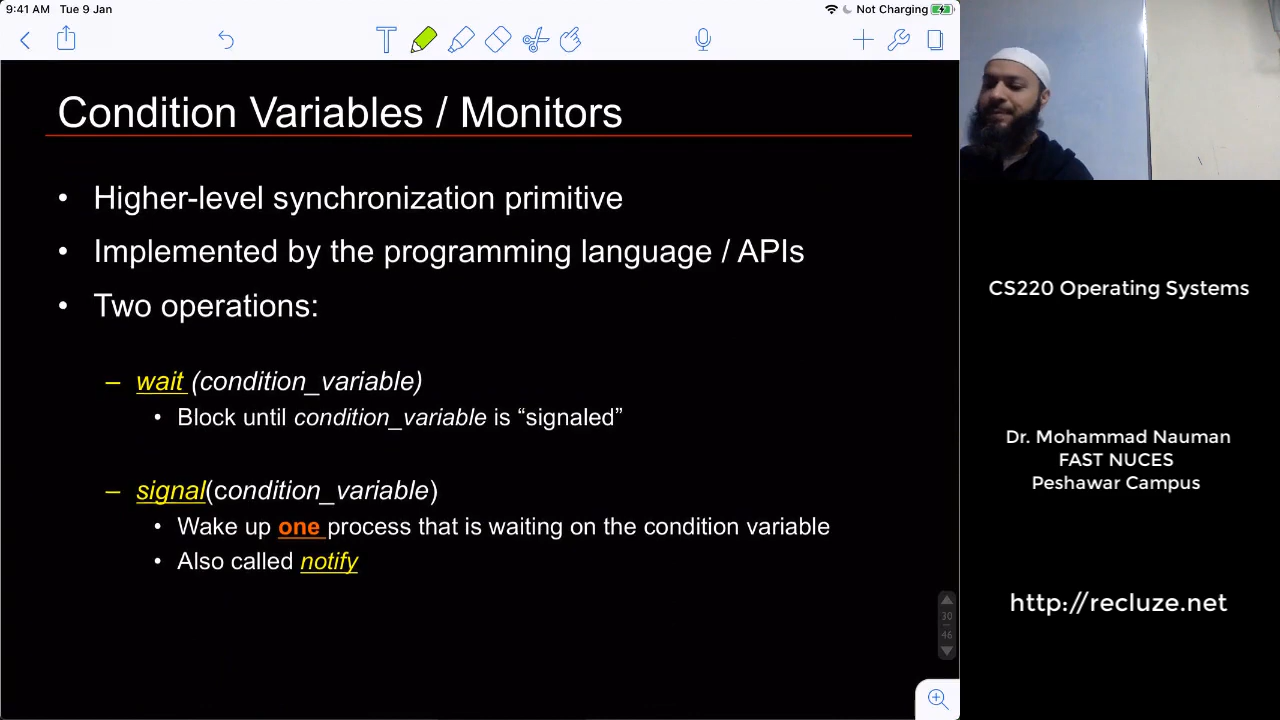 9:41 AM Tue 9 Jan
Not Charging
T
Condition Variables / Monitors
• Higher-level synchronization primitive
• Implemented by the programming language / APIs
• Two operations:
– wait (condition_variable)
• Block until condition_variable is “signaled”
– signal(condition_variable)
• Wake up one process that is waiting on the condition variable
• Also called notify
30
46
CS220 Operating Systems
Dr. Mohammad Nauman
FAST NUCES
Peshawar Campus
http://recluze.net